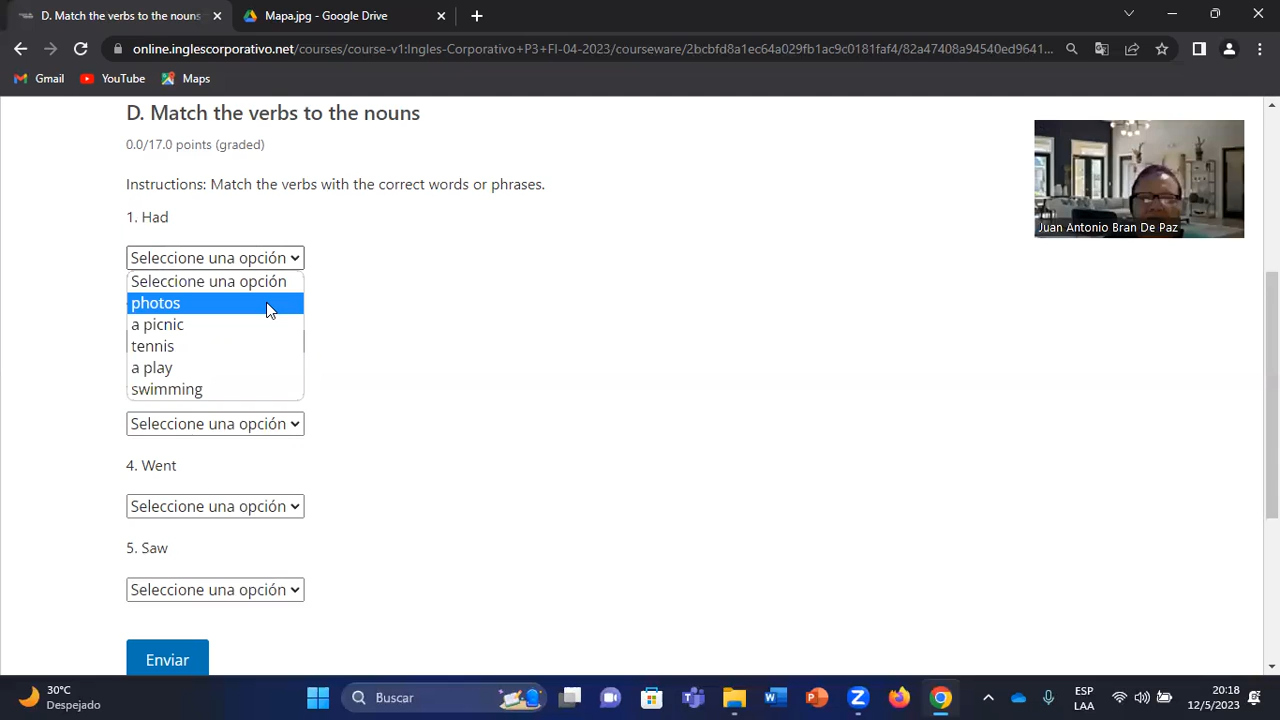 D. Match the verbs to the nouns
Mapa.jpg - Google Drive
online.inglescorporativo.net/courses/course-v1:Ingles-Corporativo+P3+FI-04-2023/courseware/2bcbfd8a1ec64a029fb1ac9c0181faf4/82a47408a94540ed9641...
Gmail
YouTube
Maps
D. Match the verbs to the nouns
0.0/17.0 points (graded)
Instructions: Match the verbs with the correct words or phrases.
1. Had
Seleccione una opción
Seleccione una opción
photos
a picnic
tennis
a play
swimming
Seleccione una opción
4. Went
Seleccione una opción
5. Saw
Seleccione una opción
Enviar
Juan Antonio Bran De Paz
30°C
Despejado
Buscar
ESP
LAA
20:18
12/5/2023